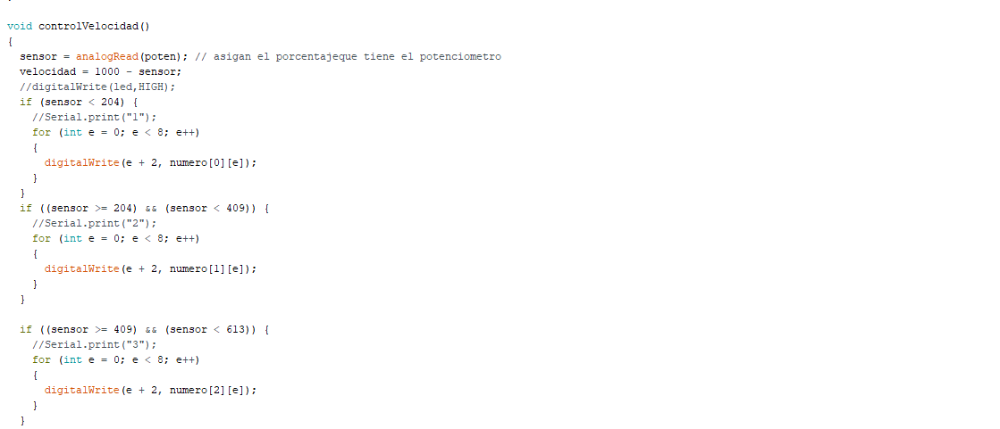 void controlVelocidad()
{
  sensor = analogRead(poten); // asigan el porcentajeque tiene el potenciometro
  velocidad = 1000 - sensor;
  //digitalWrite(led,HIGH);
  if (sensor < 204) {
    //Serial.print("1");
    for (int e = 0; e < 8; e++)
    {
      digitalWrite(e + 2, numero[0][e]);
    }
  }
  if ((sensor >= 204) && (sensor < 409)) {
    //Serial.print("2");
    for (int e = 0; e < 8; e++)
    {
      digitalWrite(e + 2, numero[1][e]);
    }
  }

  if ((sensor >= 409) && (sensor < 613)) {
    //Serial.print("3");
    for (int e = 0; e < 8; e++)
    {
      digitalWrite(e + 2, numero[2][e]);
    }
  }